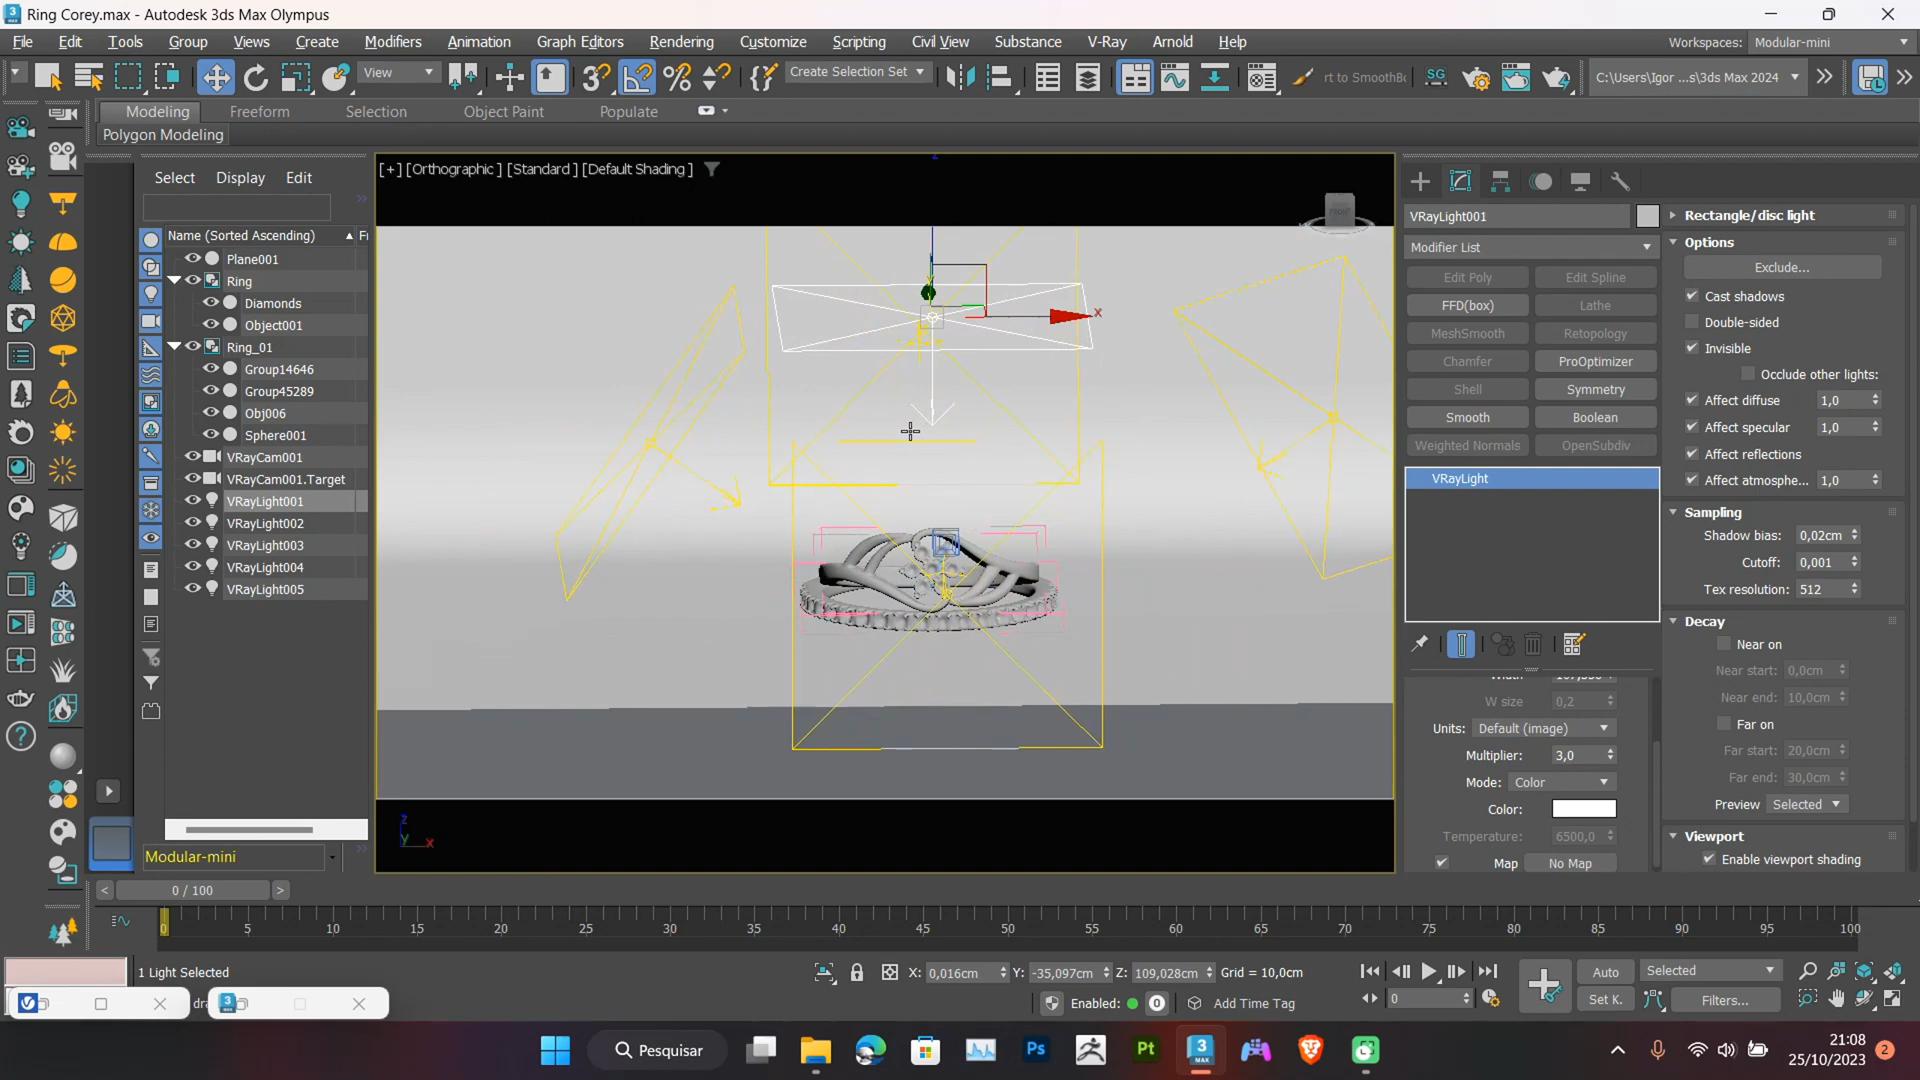 Ring Corey.max - Autodesk 3ds Max Olympus
File Edit Tools Group Views Create Modifiers Animation Graph Editors Rendering Customize Scripting Civil View Substance V-Ray Arnold Help
Workspaces: Modular-mini
View
Create Selection Set
rt to SmoothBo
C:\Users\Igor ...s\3ds Max 2024
Modeling Freeform Selection Object Paint Populate
Polygon Modeling
Select Display Edit
Name (Sorted Ascending)
Fr
Plane001
Ring
Diamonds
Object001
Ring_01
Group14646
Group45289
Obj006
Sphere001
VRayCam001
VRayCam001.Target
VRayLight001
VRayLight002
VRayLight003
VRayLight004
VRayLight005
Modular-mini
[+] [Orthographic ] [Standard ] [Default Shading ]
FRONT
z
x
y
z
y
x
VRayLight001
Modifier List
Edit Poly Edit Spline
FFD(box) Lathe
MeshSmooth Retopology
Chamfer ProOptimizer
Shell Symmetry
Smooth Boolean
Weighted Normals OpenSubdiv
VRayLight
W size 0,2
Units: Default (image)
Multiplier: 3,0
Mode: Color
Color:
Temperature: 6500,0
Map No Map
Rectangle/disc light
Options
Exclude...
Cast shadows
Double-sided
Invisible
Occlude other lights:
Affect diffuse 1,0
Affect specular 1,0
Affect reflections
Affect atmosphe... 1,0
Sampling
Shadow bias: 0,02cm
Cutoff: 0,001
Tex resolution: 512
Decay
Near on
Near start: 0,0cm
Near end: 10,0cm
Far on
Far start: 20,0cm
Far end: 30,0cm
Preview Selected
Viewport
Enable viewport shading
< 0 / 100 >
0 5 10 15 20 25 30 35 40 45 50 55 60 65 70 75 80 85 90 95 100
1 Light Selected
X: 0,016cm Y: -35,097cm Z: 109,028cm Grid = 10,0cm
Enabled: 0 Add Time Tag
0
Auto Selected
Set K. Filters...
Pesquisar
Ps
Pt
3
MAX
21:08
25/10/2023
2